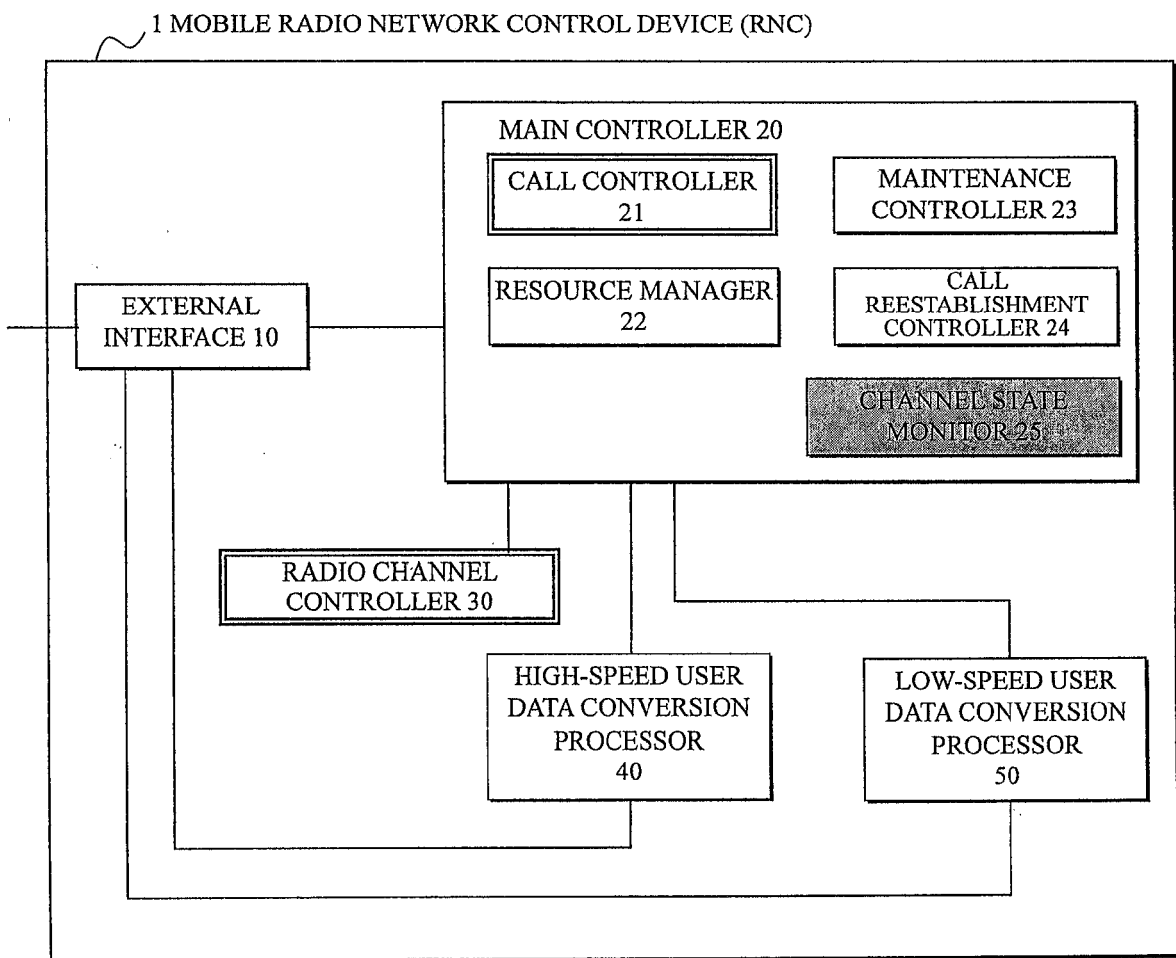 1 MOBILE RADIO NETWORK CONTROL DEVICE (RNC)
MAIN CONTROLLER 20
CALL CONTROLLER
21
MAINTENANCE
CONTROLLER 23
RESOURCE MANAGER
22
CALL
REESTABLISHMENT
CONTROLLER 24
CHANNEL STATE
MONITOR 25
EXTERNAL
INTERFACE 10
RADIO CHANNEL
CONTROLLER 30
HIGH-SPEED USER
DATA CONVERSION
PROCESSOR
40
LOW-SPEED USER
DATA CONVERSION
PROCESSOR
50